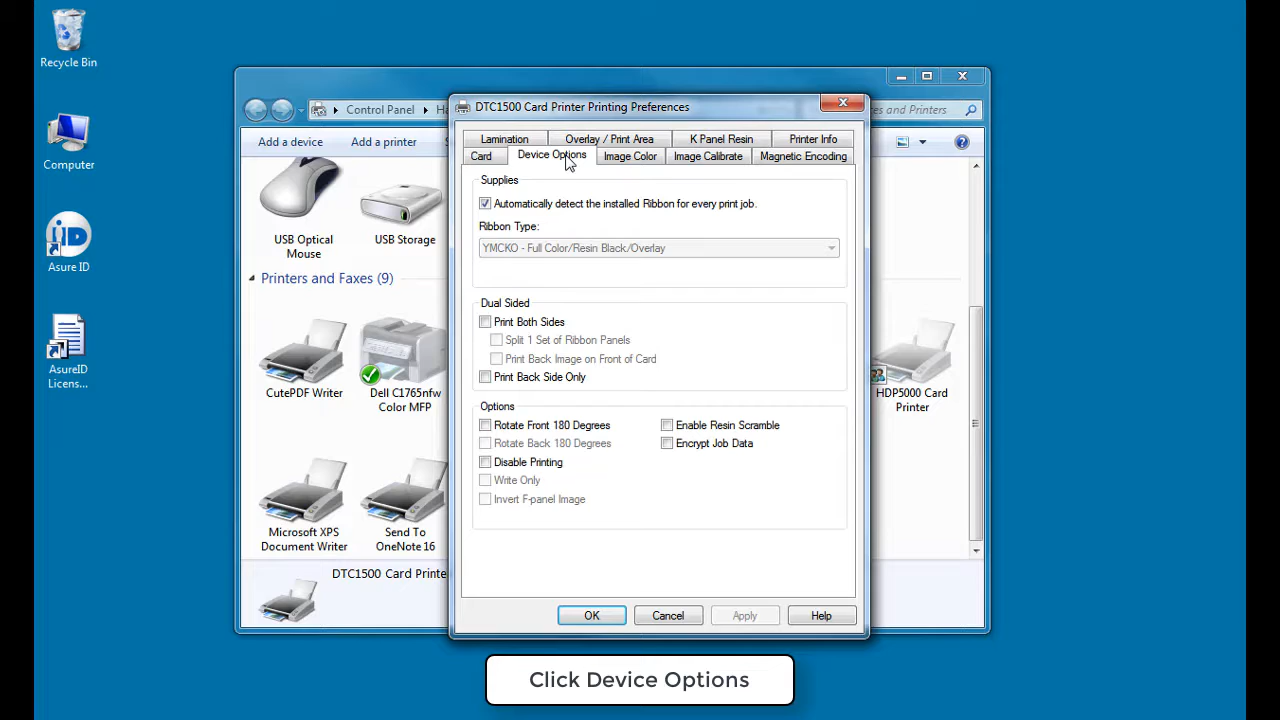 Recycle Bin
Computer
Asure ID
AsureID
Licens...
Control Panel
Ha
ces and Printers
Add a device
Add a printer
USB Optical
Mouse
USB Storage
Printers and Faxes (9)
CutePDF Writer
Dell C1765nfw
Color MFP
HDP5000 Card
Printer
Microsoft XPS
Document Writer
Send To
OneNote 16
DTC1500 Card Printe
DTC1500 Card Printer Printing Preferences
Lamination
Overlay / Print Area
K Panel Resin
Printer Info
Card
Device Options
Image Color
Image Calibrate
Magnetic Encoding
Supplies
Automatically detect the installed Ribbon for every print job.
Ribbon Type:
YMCKO - Full Color/Resin Black/Overlay
Dual Sided
Print Both Sides
Split 1 Set of Ribbon Panels
Print Back Image on Front of Card
Print Back Side Only
Options
Rotate Front 180 Degrees
Enable Resin Scramble
Rotate Back 180 Degrees
Encrypt Job Data
Disable Printing
Write Only
Invert F-panel Image
OK
Cancel
Apply
Help
Click Device Options